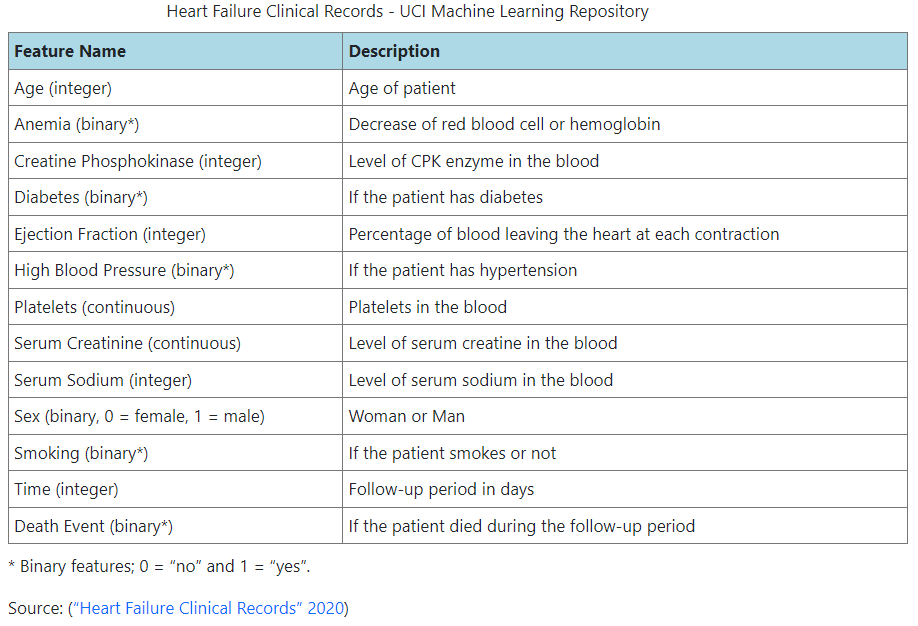 Heart Failure Clinical Records - UCI Machine Learning Repository
Feature Name Description
Age (integer) Age of patient
Anemia (binary*) Decrease of red blood cell or hemoglobin
Creatine Phosphokinase (integer) Level of CPK enzyme in the blood
Diabetes (binary*) If the patient has diabetes
Ejection Fraction (integer) Percentage of blood leaving the heart at each contraction
High Blood Pressure (binary*) If the patient has hypertension
Platelets (continuous) Platelets in the blood
Serum Creatinine (continuous) Level of serum creatine in the blood
Serum Sodium (integer) Level of serum sodium in the blood
Sex (binary, 0 = female, 1 = male) Woman or Man
Smoking (binary*) If the patient smokes or not
Time (integer) Follow-up period in days
Death Event (binary*) If the patient died during the follow-up period
* Binary features; 0 = “no” and 1 = “yes”.
Source: (“Heart Failure Clinical Records” 2020)